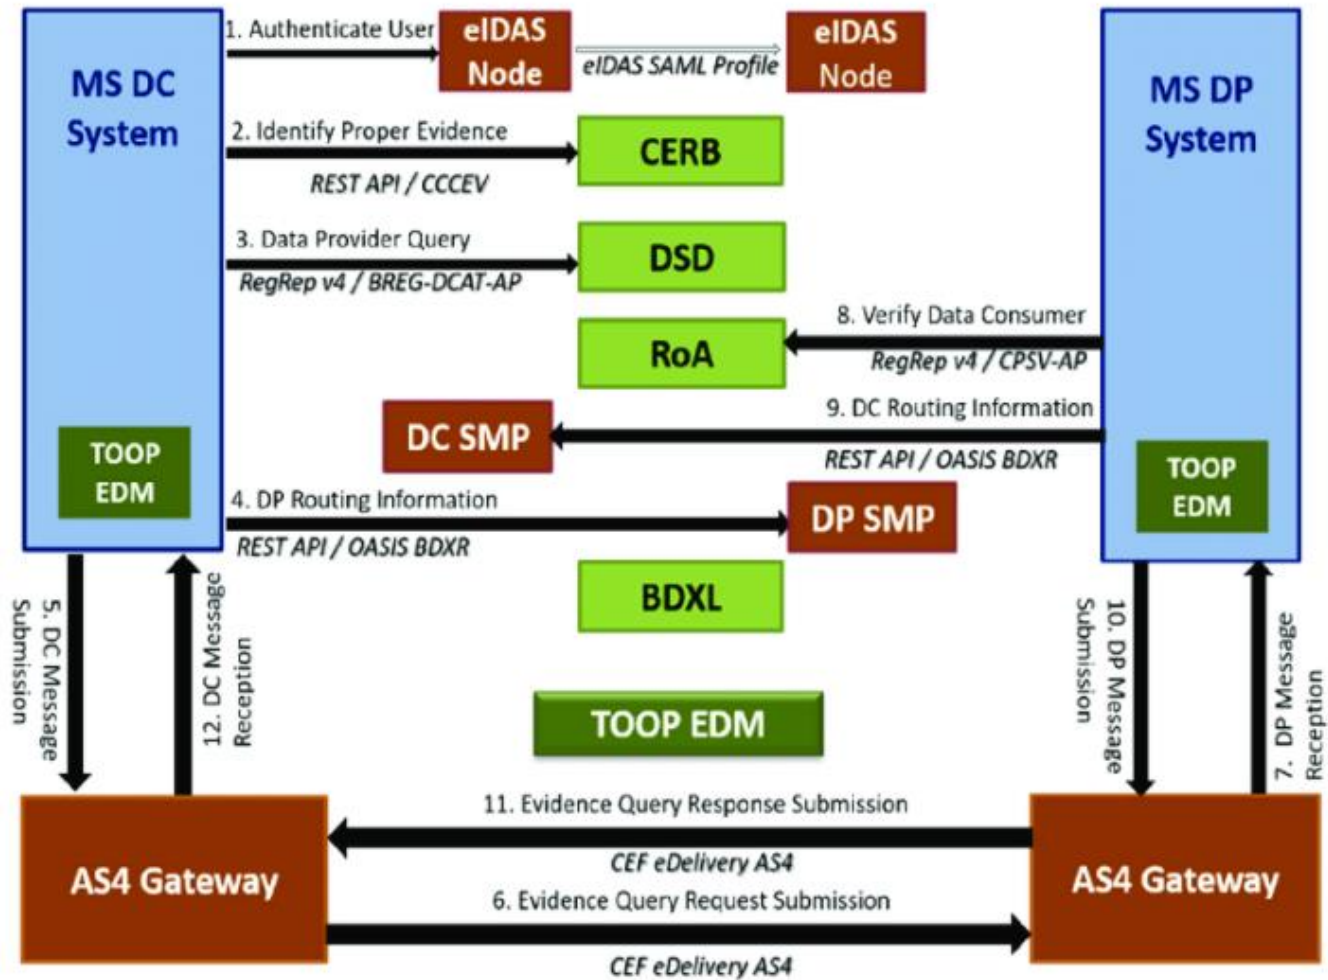 1. Authenticate User
eIDAS
Node
eIDAS SAML Profile
eIDAS
Node
MS DC
System
MS DP
System
2. Identify Proper Evidence
REST API / CCCEV
CERB
3. Data Provider Query
RegRep v4 / BREG-DCAT-AP
DSD
RoA
8. Verify Data Consumer
RegRep v4 / CPSV-AP
DC SMP
9. DC Routing Information
REST API / OASIS BDXR
TOOP
EDM
TOOP
EDM
4. DP Routing Information
REST API / OASIS BDXR
DP SMP
BDXL
5. DC Message
Submission
12. DC Message
Reception
10. DP Message
Submission
7. DP Message
Reception
TOOP EDM
11. Evidence Query Response Submission
CEF eDelivery AS4
AS4 Gateway
AS4 Gateway
6. Evidence Query Request Submission
CEF eDelivery AS4